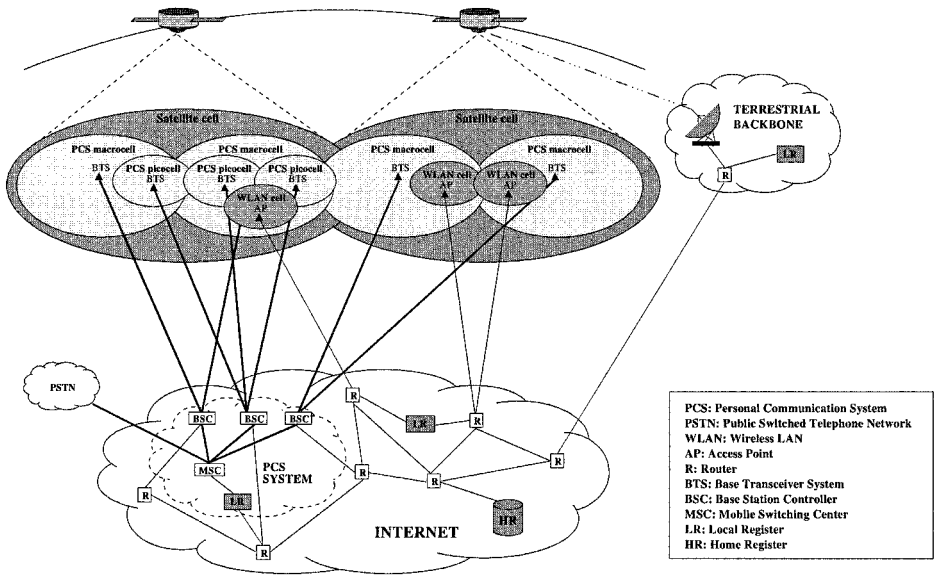 TERRESTRIAL
BACKBONE
LR
R
Satellite cell
Satellite cell
PCS macrocell
PCS macrocell
PCS macrocell
PCS macrocell
BTS
PCS picocell
BTS
PCS picocell
BTS
PCS picocell
BTS
WLAN cell
AP
BTS
WLAN cell
AP
WLAN cell
AP
BTS
PSTN
BSC
BSC
BSC
MSC
PCS
SYSTEM
LR
R
R
R
R
LR
R
R
R
HR
INTERNET
PCS: Personal Communication System
PSTN: Public Switched Telephone Network
WLAN: Wireless LAN
AP: Access Point
R: Router
BTS: Base Transceiver System
BSC: Base Station Controller
MSC: Moblie Switching Center
LR: Local Register
HR: Home Register